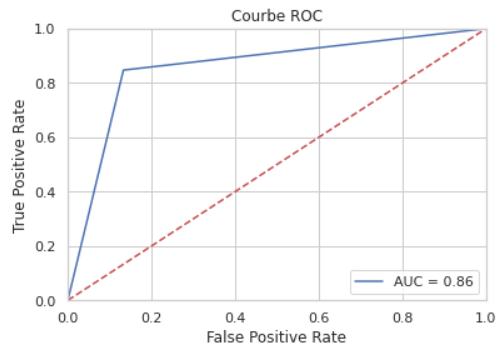 Courbe ROC
True Positive Rate
1.0
0.8
0.6
0.4
0.2
0.0
AUC = 0.86
0.0 0.2 0.4 0.6 0.8 1.0
False Positive Rate